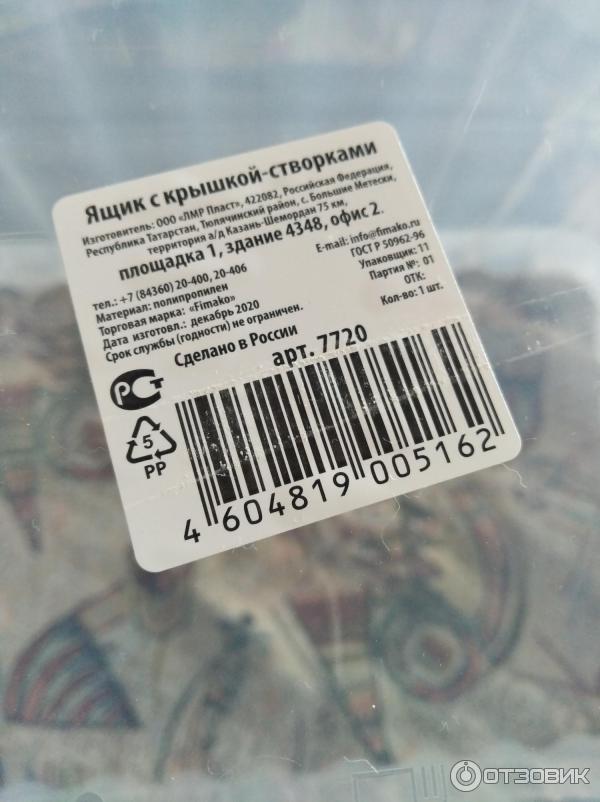 Ящик с крышкой-створками
Изготовитель: ООО «ПМР Пласт», 422082, Российская Федерация,
Республика Татарстан, Тюлячинский район, с. Большие Метески,
территория а/д Казань-Шемордан 75 км,
площадка 1, здание 4348, офис 2.
тел.: +7 (84360) 20-400, 20-406
Материал: полипропилен
Торговая марка: «Fimako»
Дата изготовл.: декабрь 2020
Срок службы (годности) не ограничен.
E-mail: info@fimako.ru
ГОСТ Р 50962-96
Упаковщик: 11
Партия №: 01
ОТК:
Кол-во: 1 шт.
Сделано в России
арт. 7720
РСТ
5
PP
4 604819 005162
ОТЗОВИК